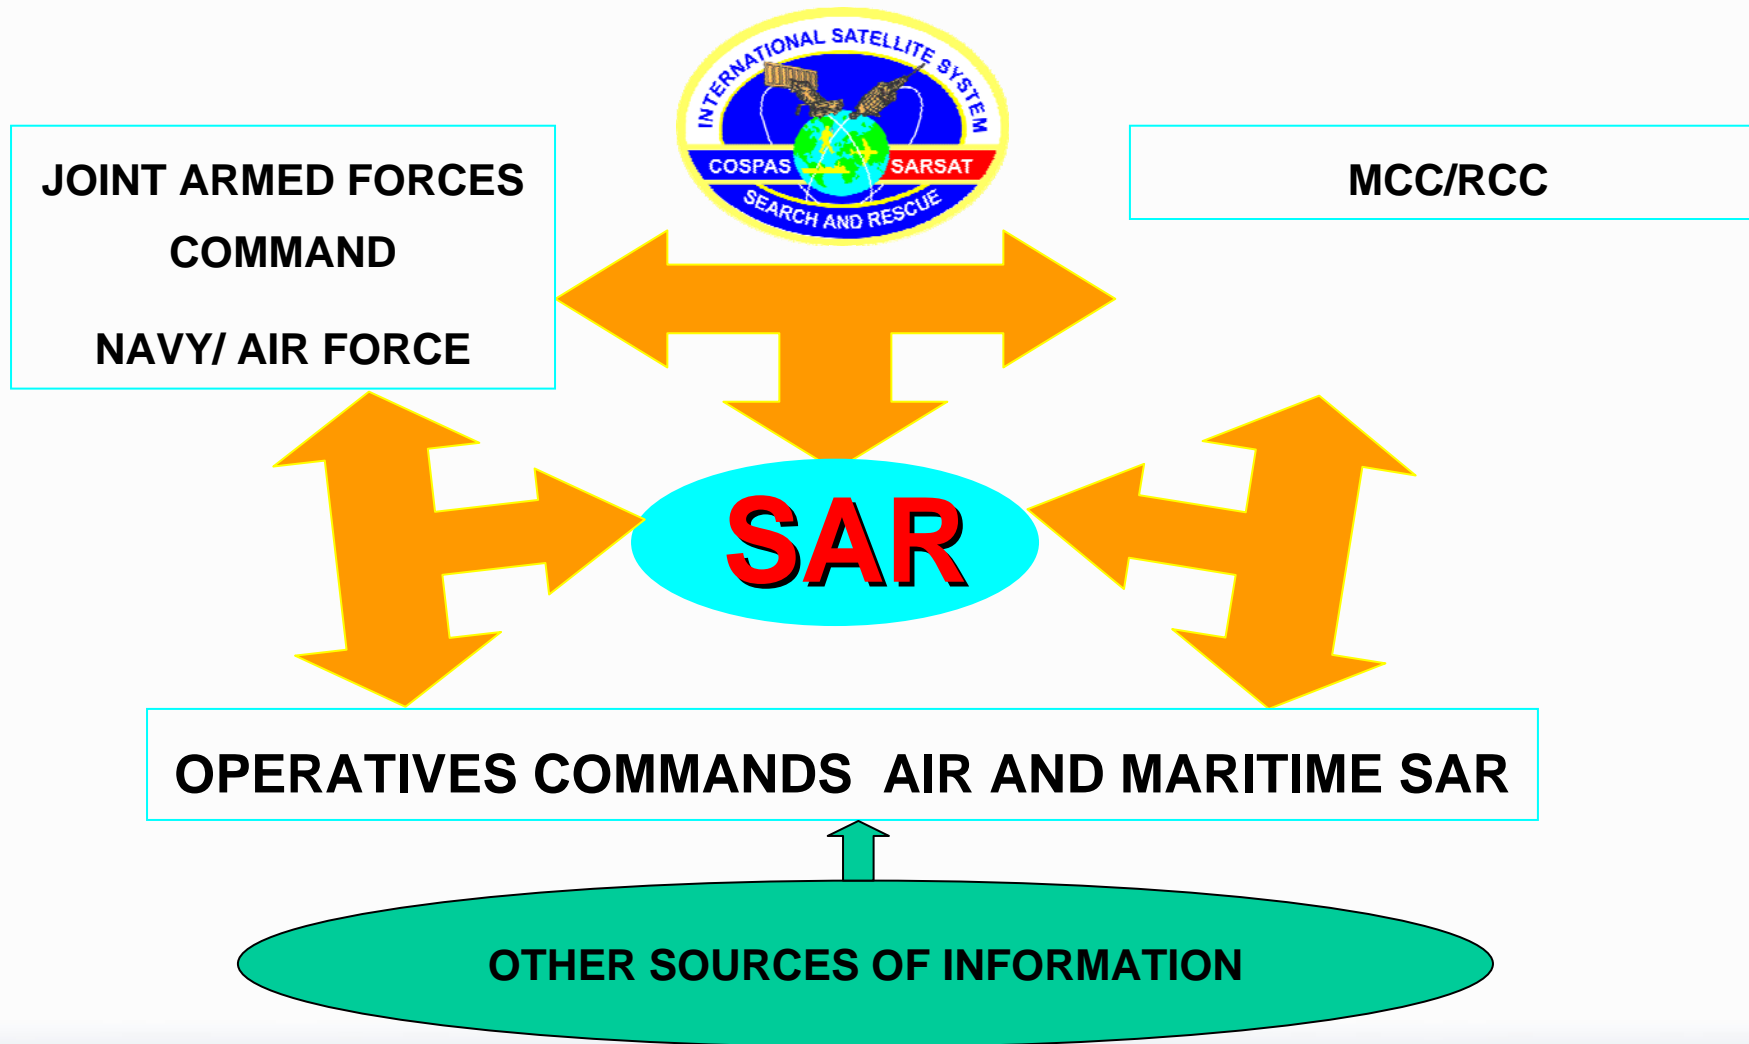 INTERNATIONAL SATELLITE SYSTEM
COSPAS SARSAT
SEARCH AND RESCUE
JOINT ARMED FORCES
COMMAND
NAVY/ AIR FORCE
MCC/RCC
SAR
OPERATIVES COMMANDS  AIR AND MARITIME SAR
OTHER SOURCES OF INFORMATION